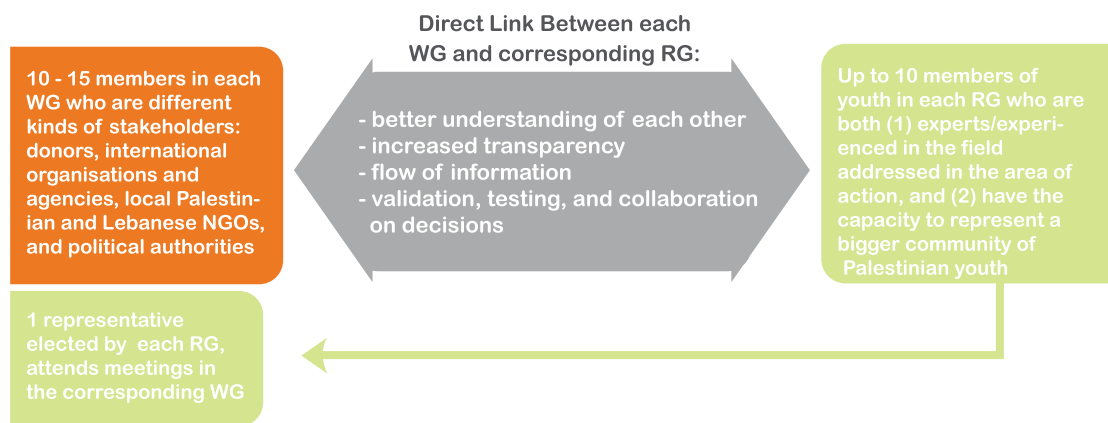 Direct Link Between each
WG and corresponding RG:
10 - 15 members in each
WG who are different
kinds of stakeholders:
donors, international
organisations and
agencies, local Palestin-
ian and Lebanese NGOs,
and political authorities
- better understanding of each other
- increased transparency
- flow of information
- validation, testing, and collaboration
on decisions
Up to 10 members of
youth in each RG who are
both (1) experts/experi-
enced in the field
addressed in the area of
action, and (2) have the
capacity to represent a
bigger community of
Palestinian youth
1 representative
elected by each RG,
attends meetings in
the corresponding WG